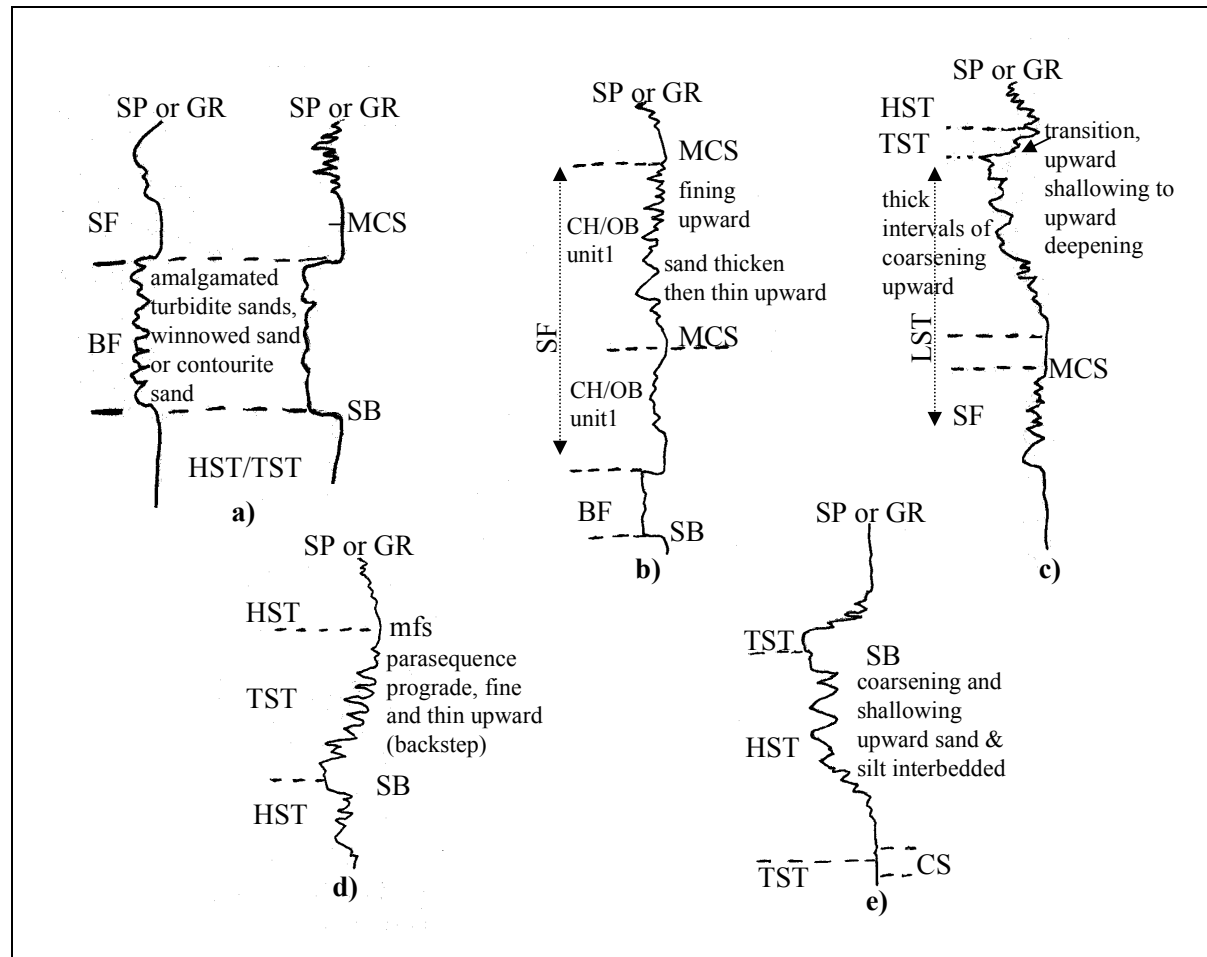 SP or GR
SP or GR
SF
MCS
amalgamated
turbidite sands,
winnowed sand
or contourite
sand
BF
SB
HST/TST
a)
SP or GR
MCS
fining
upward
CH/OB
unit1
sand thicken
then thin upward
SF
MCS
CH/OB
unit1
BF
SB
b)
SP or GR
HST
TST
transition,
upward
shallowing to
upward
deepening
thick
intervals of
coarsening
upward
LST
MCS
SF
c)
SP or GR
HST
mfs
parasequence
prograde, fine
and thin upward
(backstep)
TST
SB
HST
d)
SP or GR
TST
SB
coarsening and
shallowing
upward sand &
silt interbedded
HST
CS
TST
e)